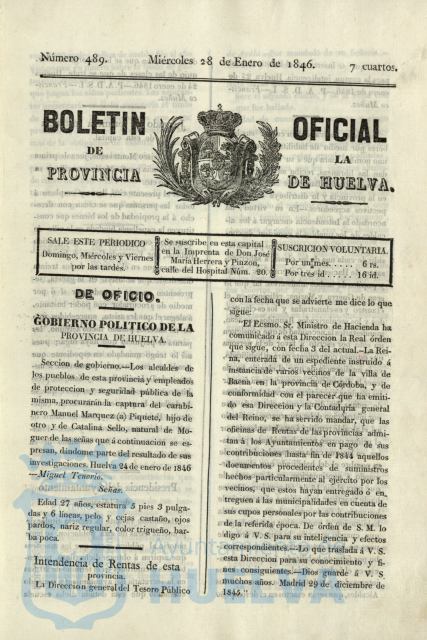 Número 489. Miércoles 28 de Enero de 1846. 7 cuartos.
BOLETIN OFICIAL
DE LA
PROVINCIA DE HUELVA.
SALE ESTE PERIODICO
Domingo, Miércoles y Viernes
por las tardes.
Se suscribe en esta capital
en la Imprenta de Don José
María Herrera y Pinzon,
calle del Hospital Núm. 20.
SUSCRICION VOLUNTARIA.
Por un mes. . . . . 6 rs.
Por tres id . . . . . 16 id.
DE OFICIO.
GOBIERNO POLITICO DE LA
PROVINCIA DE HUELVA.
Seccion de gobierno.—Los alcaldes de
los pueblos de esta provincia y empleados
de proteccion y seguridad pública de la
misma, procurarán la captura del carabi-
nero Manuel Marquez (a) Piquete, hijo de
otro y de Catalina Sello, natural de Mo-
guer de las señas que á continuacion se es-
presan, dándome parte del resultado de sus
investigaciones. Huelva 24 de enero de 1846
—Miguel Tenorio.
Señas.
Edad 27 años, estatura 5 pies 3 pulga-
das y 6 lineas, pelo y cejas castaño, ojos
pardos, nariz regular, color trigueño, bar-
ba poca.
Intendencia de Rentas de esta
provincia.
La Direccion general del Tesoro Público
con la fecha que se advierte me dice lo que
sigue:
"El Ecsmo. Sr. Ministro de Hacienda ha
comunicado á esta Direccion la Real órden
que sigue, con fecha 3 del actual.—La Rei-
na, enterada de un espediente instruido á
instancia de varios vecinos de la villa de
Baena en la provincia de Córdova, y de
conformidad con el parecer que ha emiti-
do esa Direccion y la Contaduría general
del Reino, se ha servido mandar, que las
oficinas de Rentas de las provincias admi-
tan á los Ayuntamientos en pago de sus
contribuciones hasta fin de 1844 aquellos
documentos procedentes de suministros
hechos particularmente al ejército por los
vecinos, que estos hayan entregado ó en-
treguen á las municipalidades en cuenta de
sus cupos personales por las contribuciones
de la referida época. De órden de S. M. lo
digo á V. S. para su inteligencia y efectos
correspondientes.—Lo que traslada á V. S.
esta Direccion para su conocimiento y fi-
nes consiguientes.—Dios guarde á V. S.
muchos años. Madrid 29 de diciembre de
1845."
HUELVA